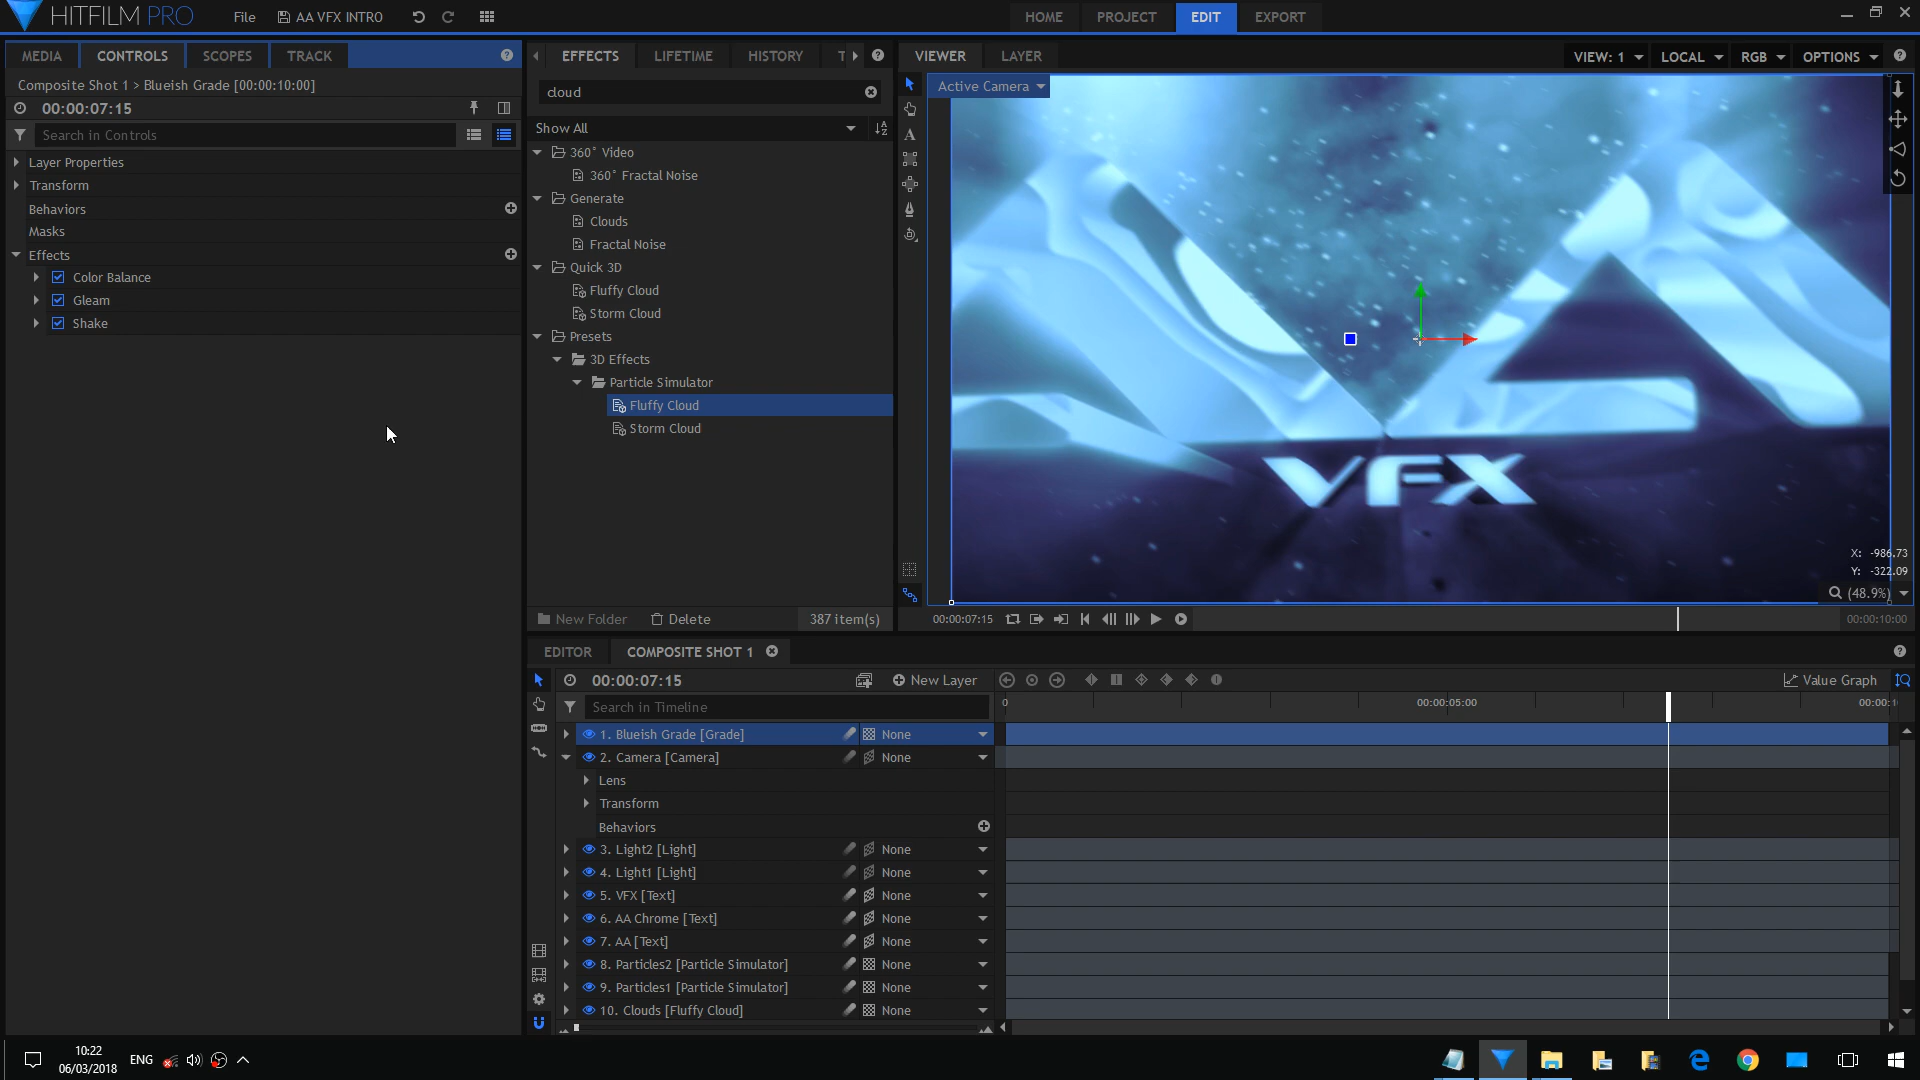 HITFILM PRO
File
AA VFX INTRO
HOME
PROJECT
EDIT
EXPORT
MEDIA
CONTROLS
SCOPES
TRACK
Composite Shot 1 > Blueish Grade [00:00:10:00]
00:00:07:15
Search in Controls
Layer Properties
Transform
Behaviors
Masks
Effects
Color Balance
Gleam
Shake
EFFECTS
LIFETIME
HISTORY
T
cloud
Show All
360° Video
360° Fractal Noise
Generate
Clouds
Fractal Noise
Quick 3D
Fluffy Cloud
Storm Cloud
Presets
3D Effects
Particle Simulator
Fluffy Cloud
Storm Cloud
New Folder
Delete
387 item(s)
VIEWER
LAYER
VIEW: 1
LOCAL
RGB
OPTIONS
Active Camera
VFX
X: -986.73
Y: -322.09
(48.9%)
00:00:07:15
00:00:10:00
EDITOR
COMPOSITE SHOT 1
00:00:07:15
New Layer
Value Graph
Search in Timeline
0
00:00:05:00
00:00:1
1. Blueish Grade [Grade] None
2. Camera [Camera] None
Lens
Transform
Behaviors
3. Light2 [Light] None
4. Light1 [Light] None
5. VFX [Text] None
6. AA Chrome [Text] None
7. AA [Text] None
8. Particles2 [Particle Simulator] None
9. Particles1 [Particle Simulator] None
10. Clouds [Fluffy Cloud] None
10:22
06/03/2018
ENG